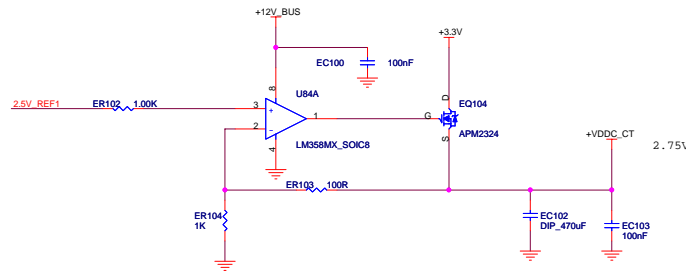 +12V_BUS
+3.3V
EC100 100nF
U84A
8
D
2.5V_REF1 ER102 1.00K 3 + EQ104
1 G
+VDDC_CT
2 - APM2324
2.75V
4 LM358MX_SOIC8 S
ER103 100R
ER104
1K
EC102
DIP_470uF
EC103
100nF